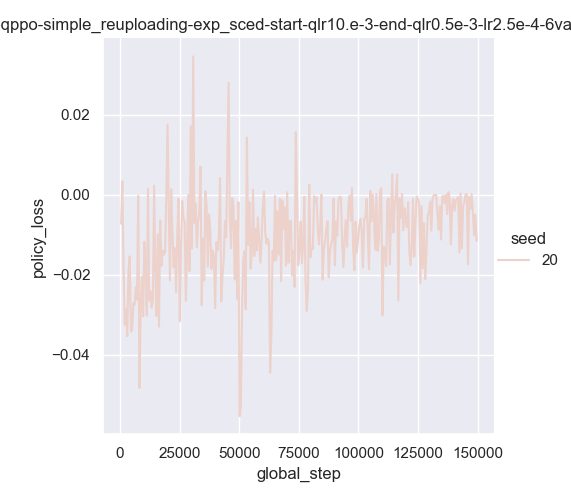 qppo-simple_reuploading-exp_sced-start-qlr10.e-3-end-qlr0.5e-3-lr2.5e-4-6va
0.02
0.00
−0.02
−0.04
policy_loss
0 25000 50000 75000 100000 125000 150000
global_step
seed
20